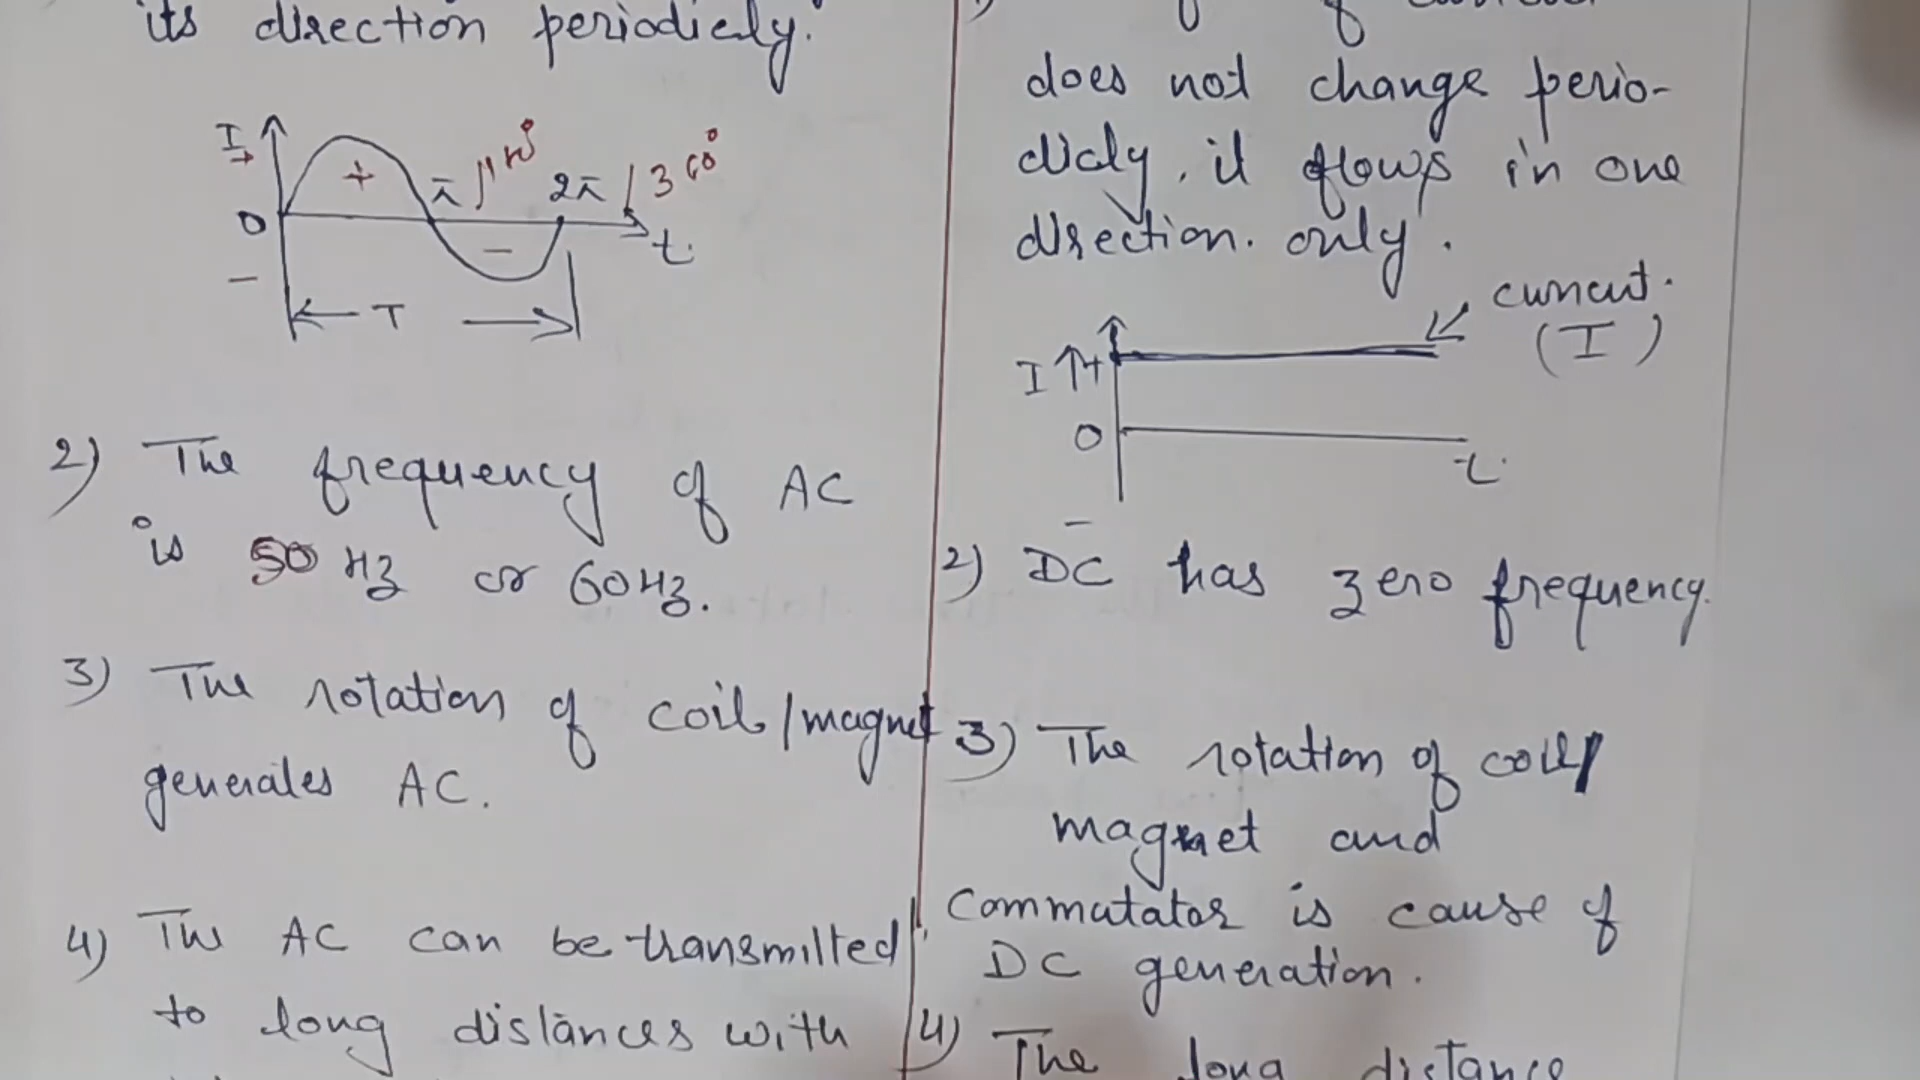 its direction periodicly.
I
+
+
π / 180°
2π / 360°
0
-
-
t.
T
2) The frequency of AC
is 50 Hz or 60Hz.
3) The rotation of coil/magnet
generates AC.
4) The AC can be transmitted
to long distances with
does not change perio-
dicly. it flows in one
direction. only.
current.
(I)
I ↑+
0
t.
-
2) DC has zero frequency.
3) The rotation of coil/
magnet and
Commutator is cause of
DC generation.
4) The long distance